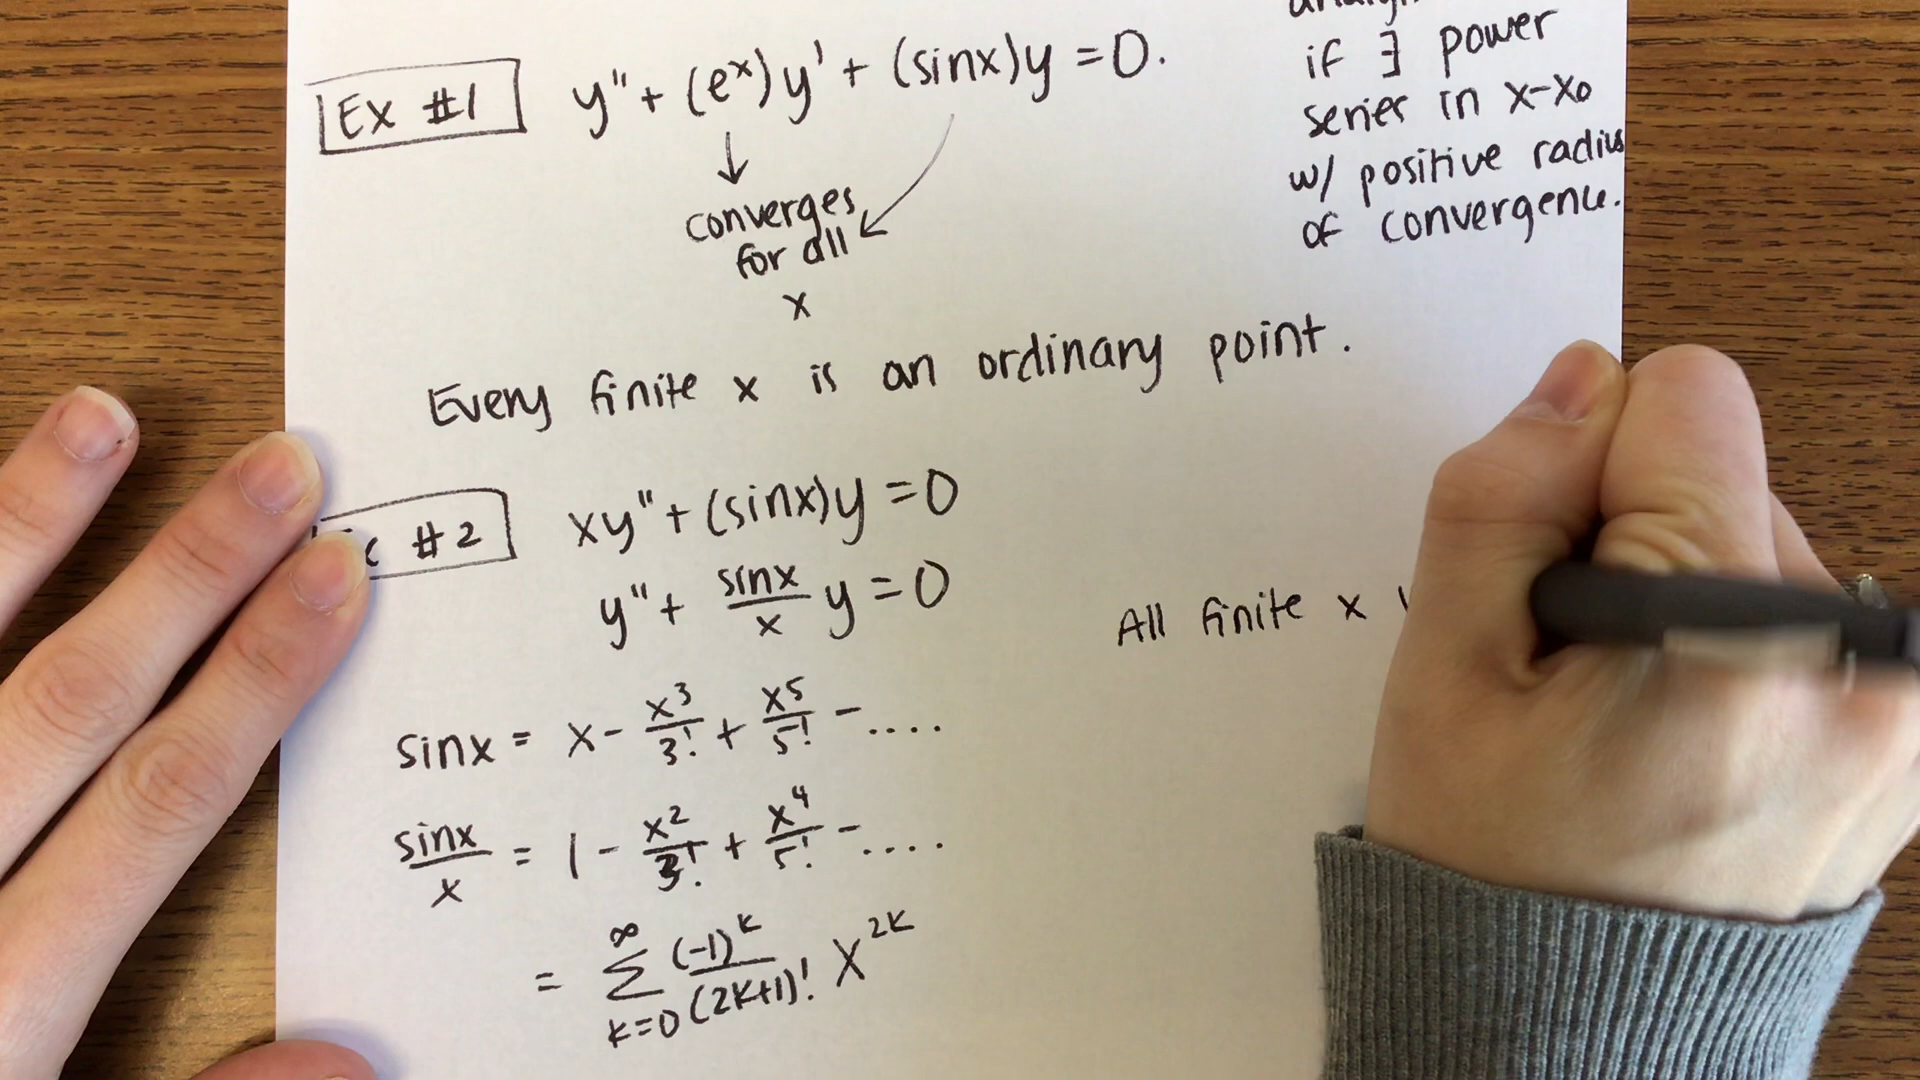 Ex #1 y" + (e^x)y' + (sinx)y = 0.
if ∃ power
series in x-x₀
w/ positive radius
of convergence.
↓
converges
for all
x
Every finite x is an ordinary point.
#2 xy" + (sinx)y = 0
y" + sinx/x y = 0
All finite x
sinx = x - x³/3! + x⁵/5! - ....
sinx/x = 1 - x²/3! + x⁴/5! - ....
= ∑_{k=0}^{∞} (-1)^k/(2k+1)! x^{2k}